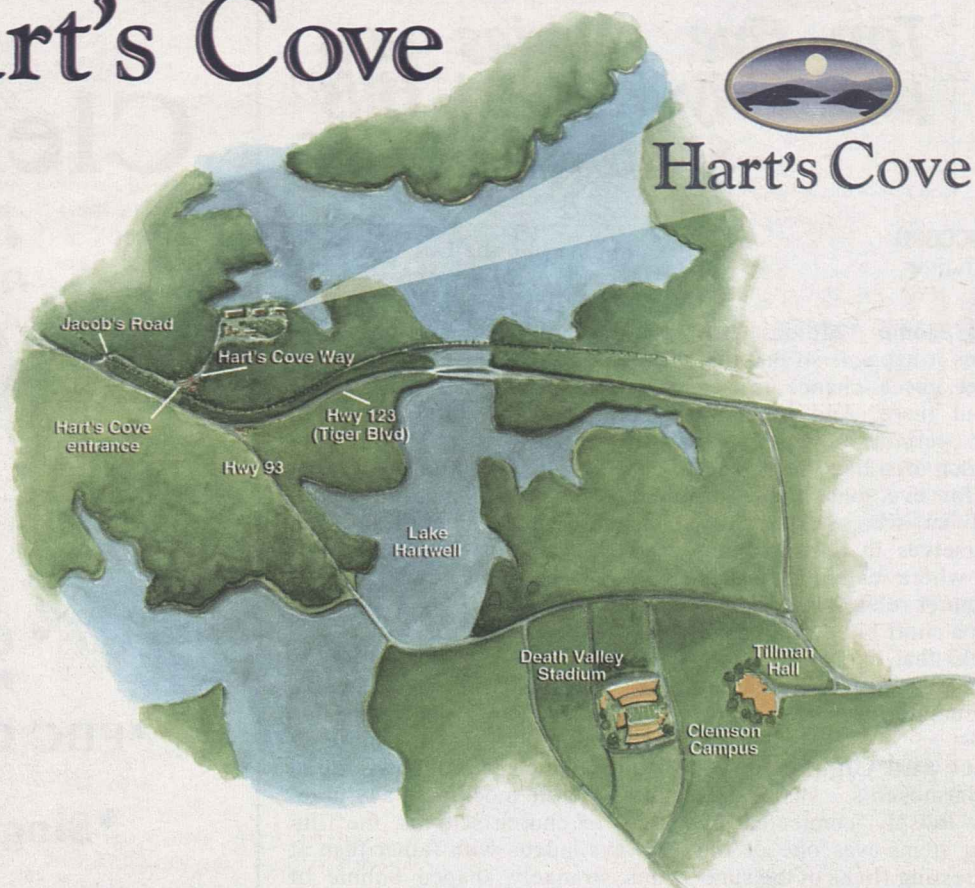 art's Cove
Hart's Cove
Jacob's Road
Hart's Cove Way
Hart's Cove
entrance
Hwy 123
(Tiger Blvd)
Hwy 93
Lake
Hartwell
Death Valley
Stadium
Tillman
Hall
Clemson
Campus